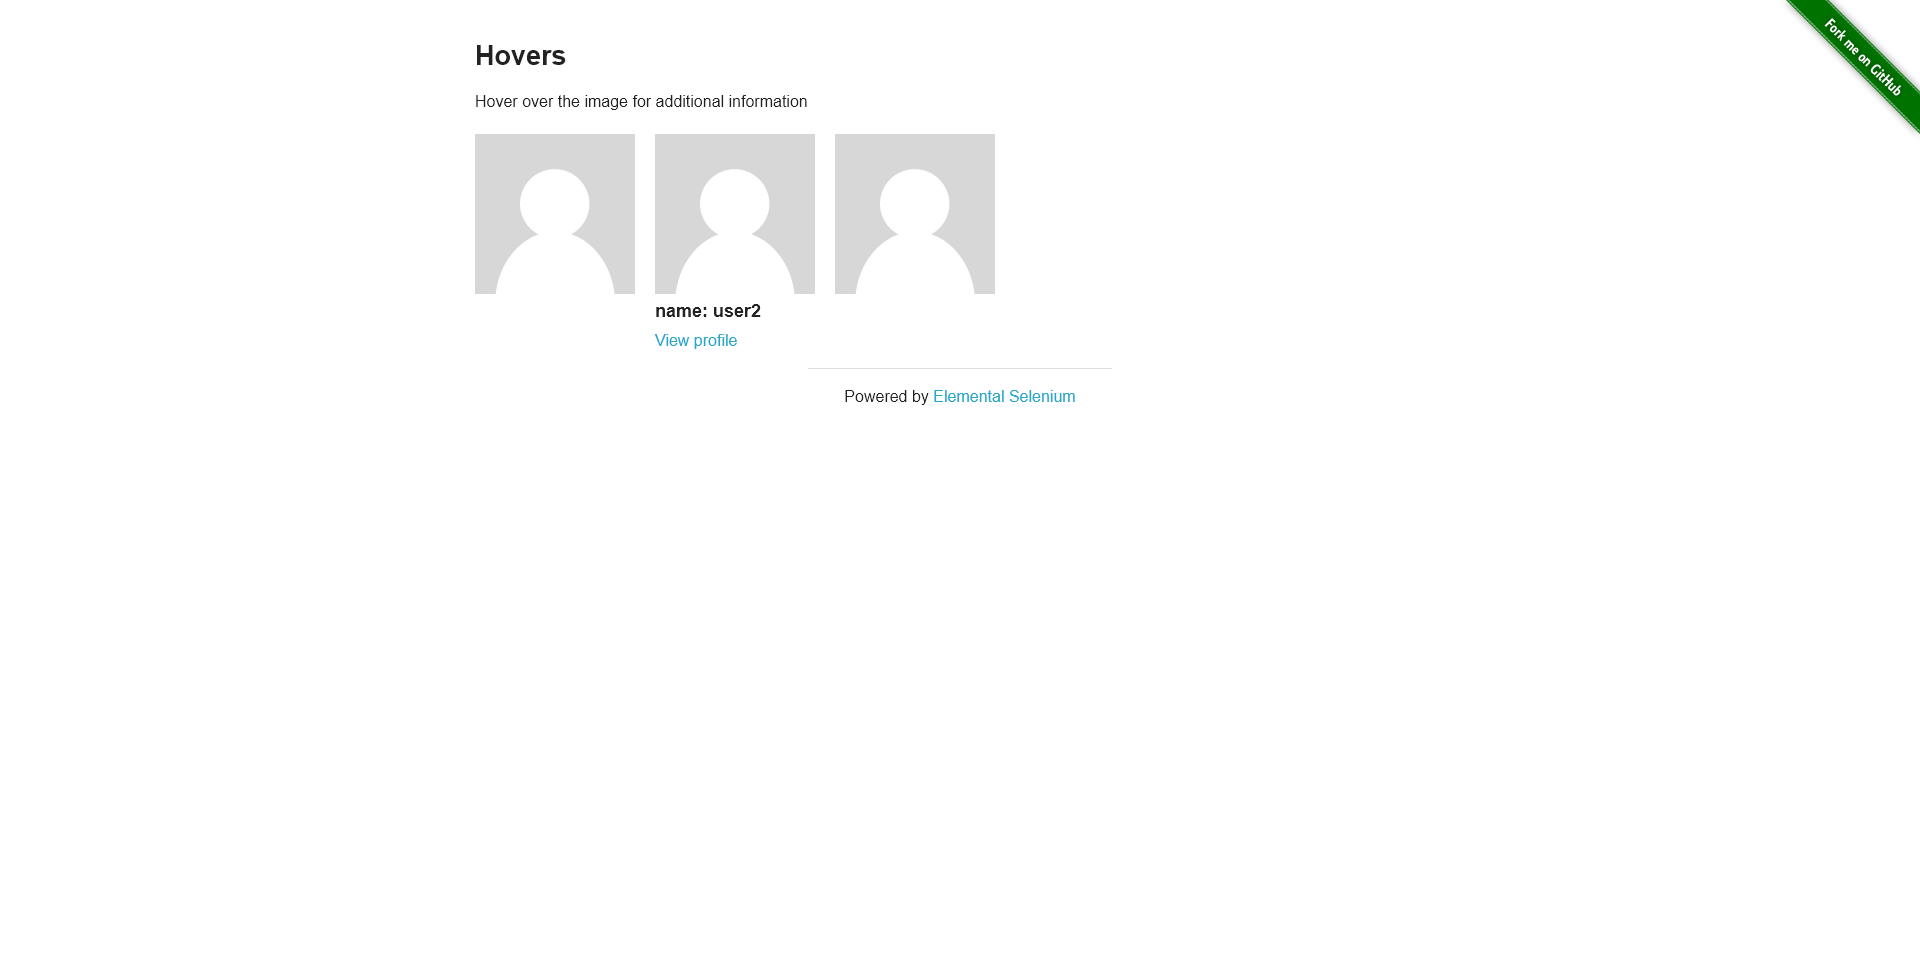 Hovers
Fork me on GitHub
Hover over the image for additional information
name: user2
View profile
Powered by Elemental Selenium